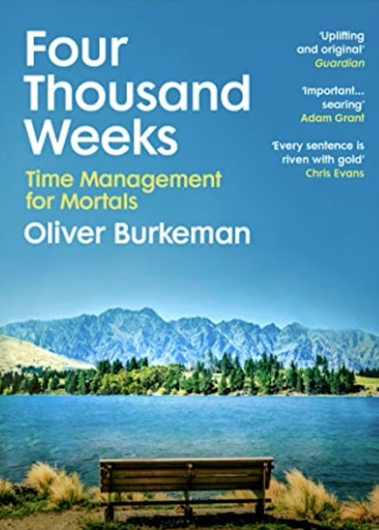 Four
Thousand
Weeks
Time Management
for Mortals
Oliver Burkeman
‘Uplifting
and original’
Guardian
‘Important...
searing’
Adam Grant
‘Every sentence is
riven with gold’
Chris Evans